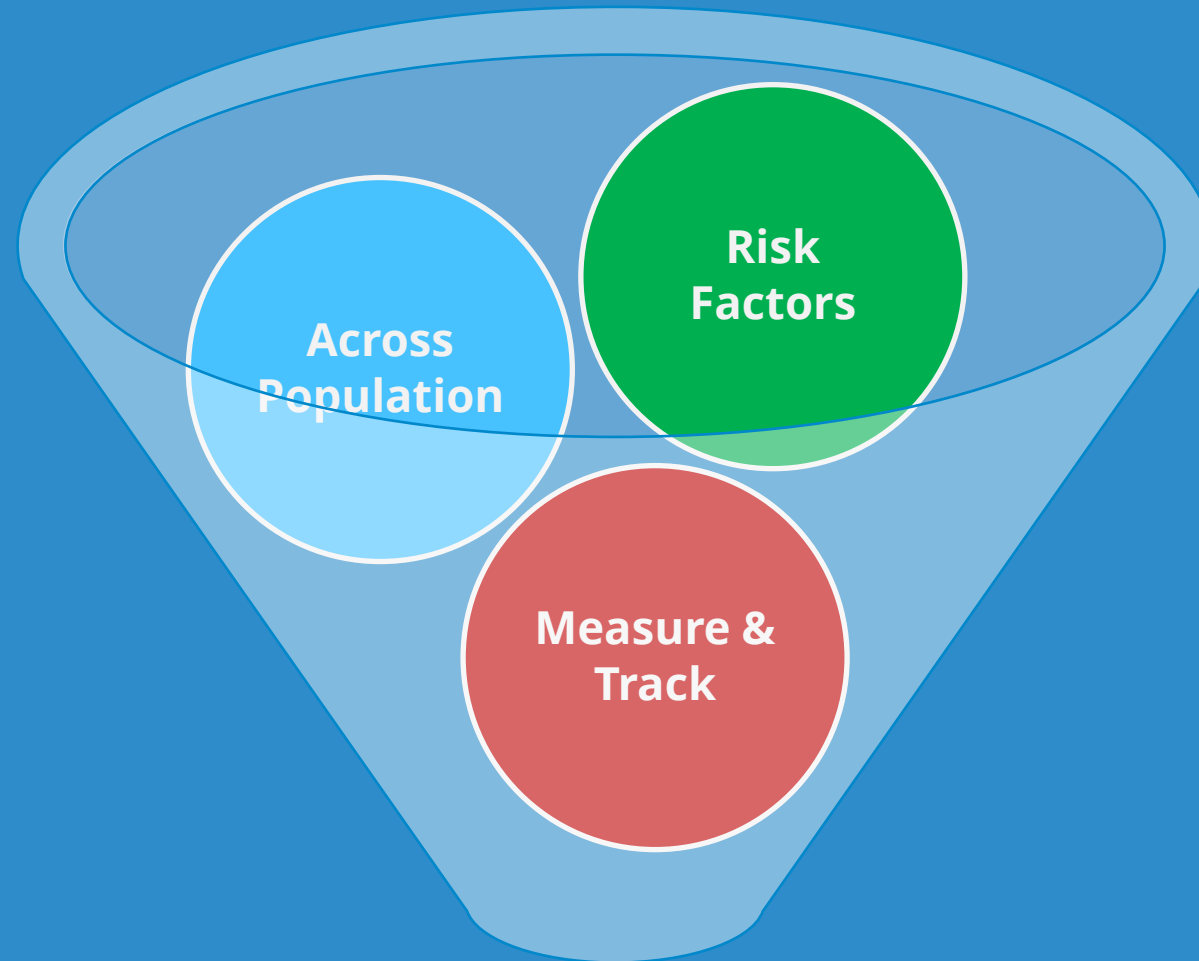 Risk
Factors
Across
Population
Measure &
Track